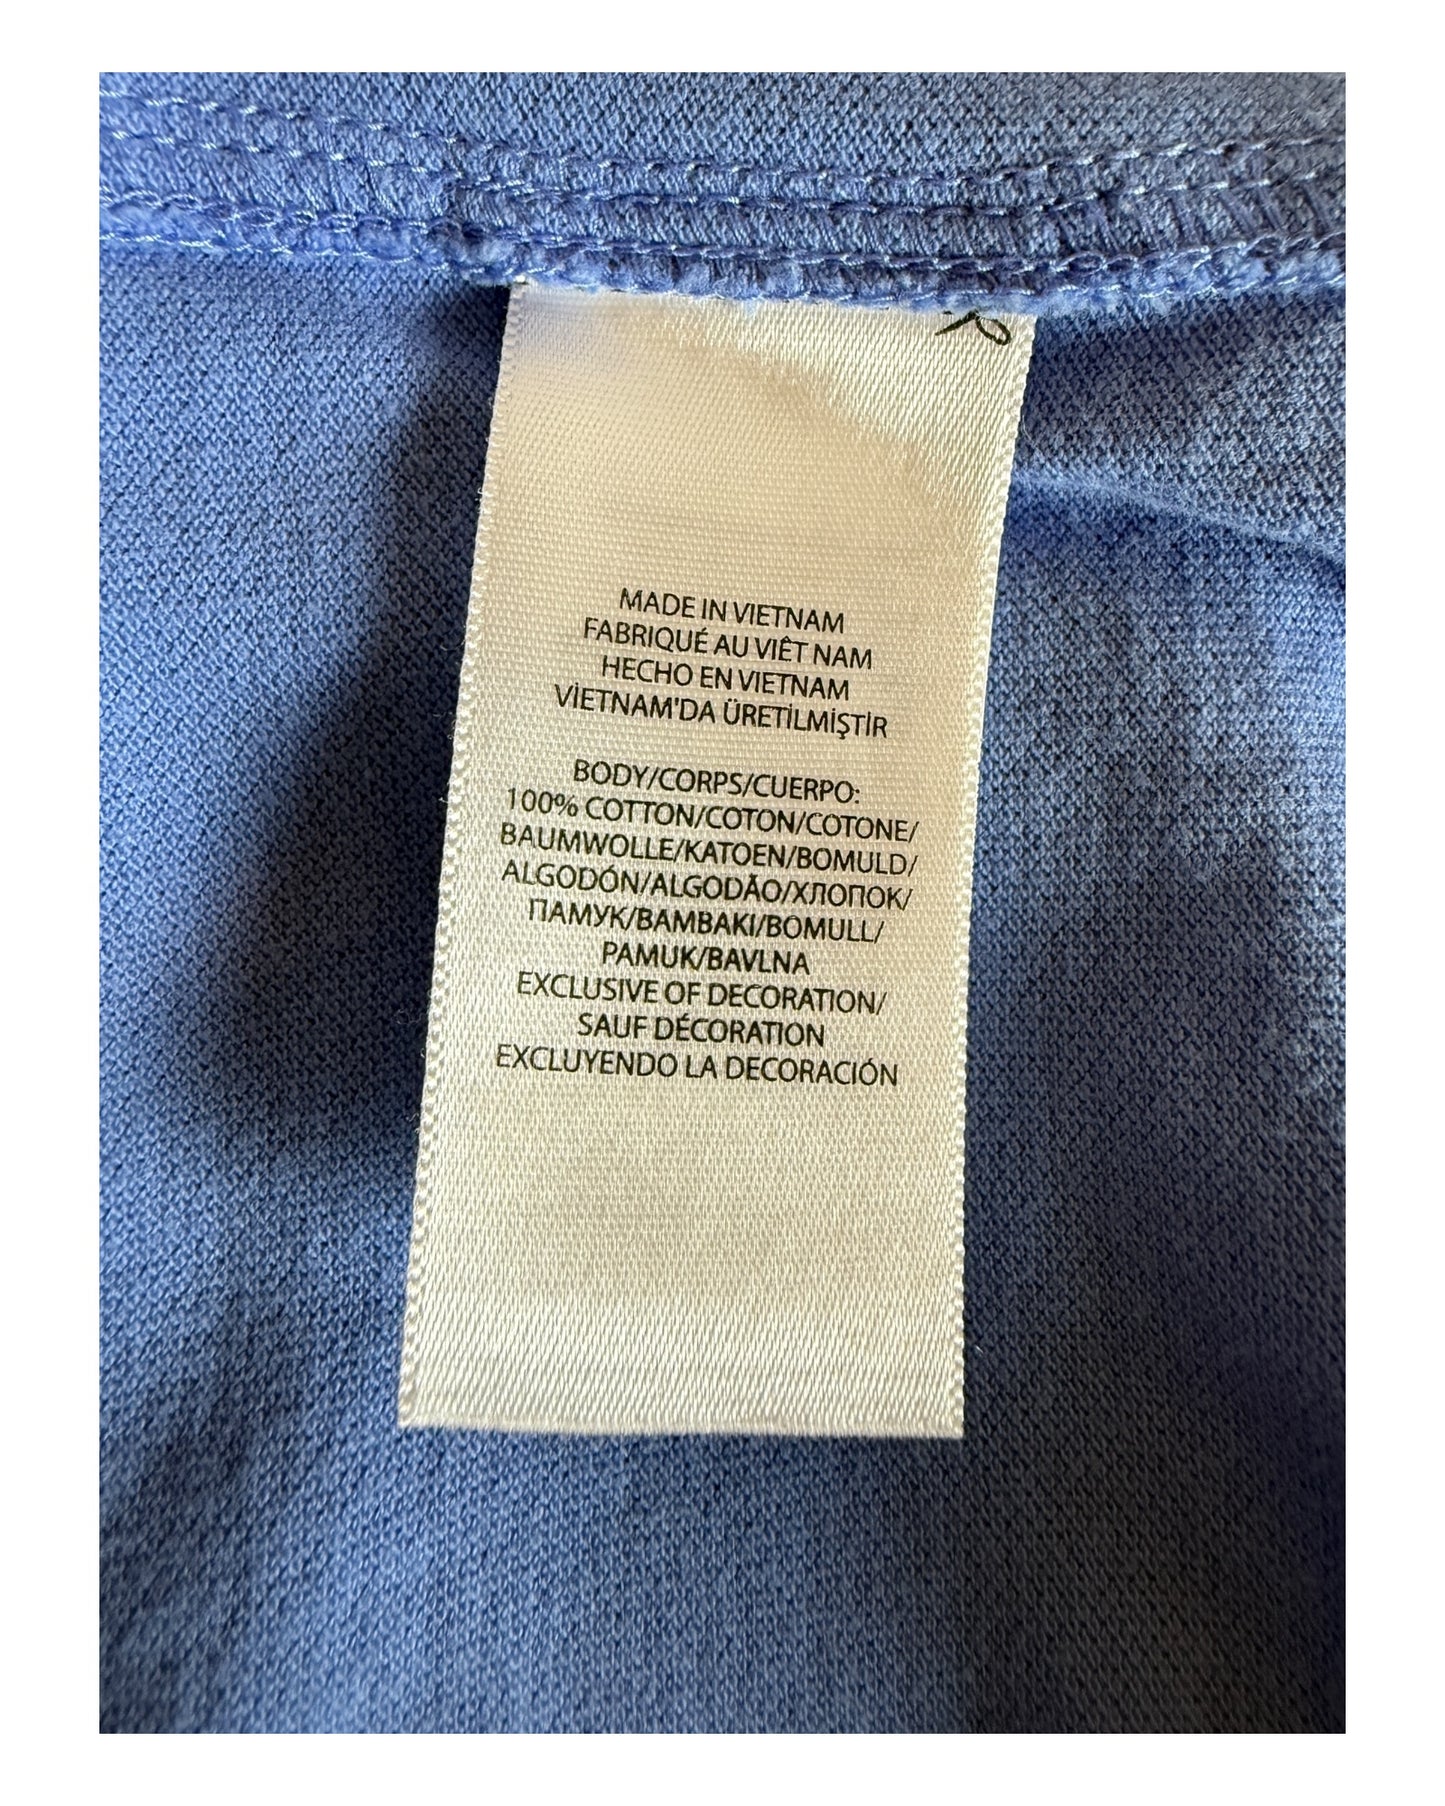 MADE IN VIETNAM
FABRIQUÉ AU VIÊT NAM
HECHO EN VIETNAM
VİETNAM'DA ÜRETİLMİŞTİR
BODY/CORPS/CUERPO:
100% COTTON/COTON/COTONE/
BAUMWOLLE/KATOEN/BOMULD/
ALGODÓN/ALGODÃO/ХЛОПОК/
ПАМУК/ΒΑΜΒΑΚΙ/BOMULL/
PAMUK/BAVLNA
EXCLUSIVE OF DECORATION/
SAUF DÉCORATION
EXCLUYENDO LA DECORACIÓN